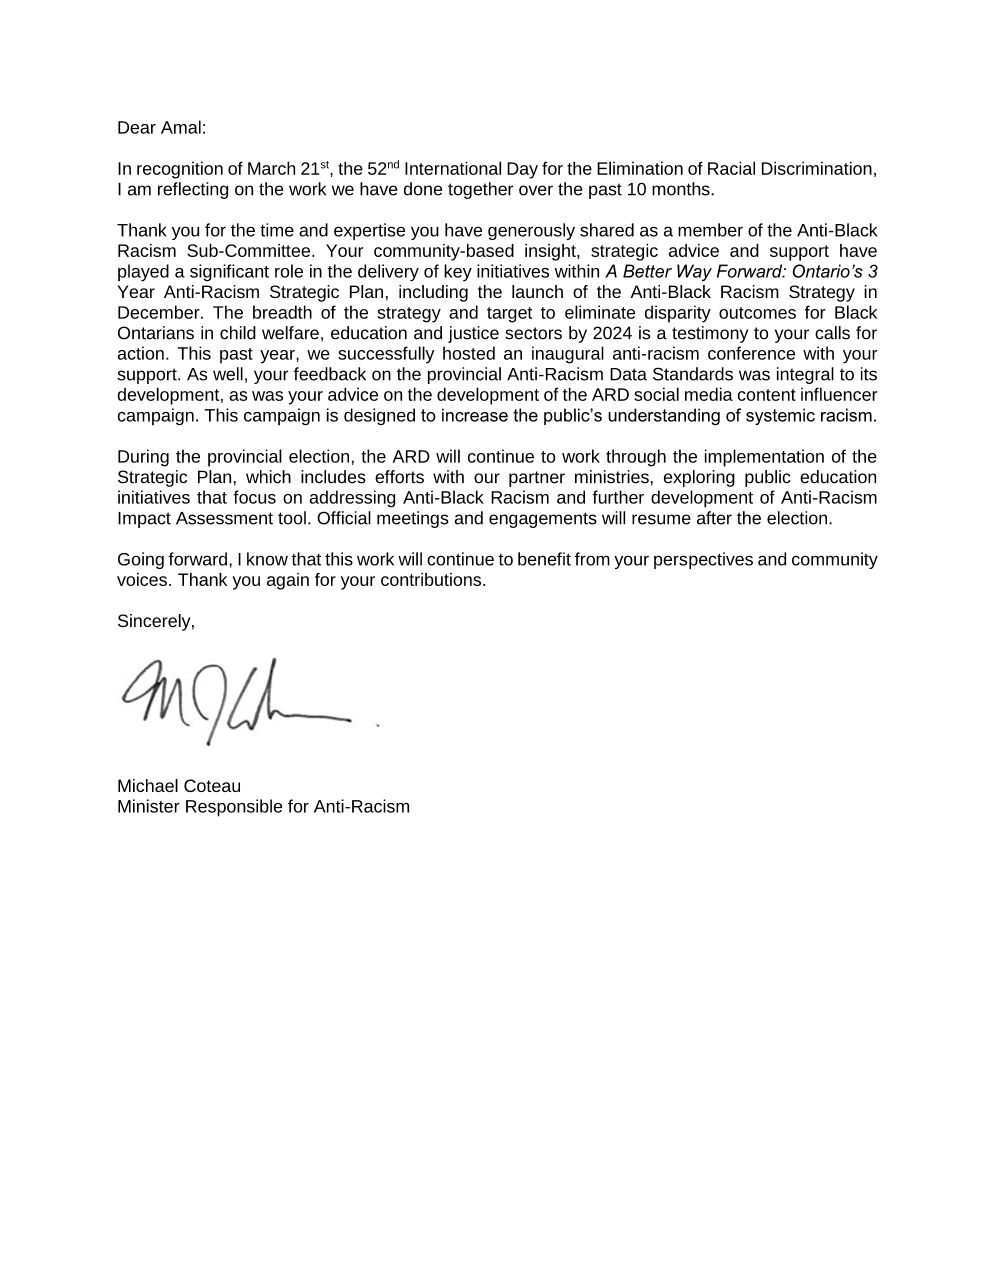 Dear Amal:
In recognition of March 21st, the 52nd International Day for the Elimination of Racial Discrimination,
I am reflecting on the work we have done together over the past 10 months.
Thank you for the time and expertise you have generously shared as a member of the Anti-Black
Racism Sub-Committee. Your community-based insight, strategic advice and support have
played a significant role in the delivery of key initiatives within A Better Way Forward: Ontario’s 3
Year Anti-Racism Strategic Plan, including the launch of the Anti-Black Racism Strategy in
December. The breadth of the strategy and target to eliminate disparity outcomes for Black
Ontarians in child welfare, education and justice sectors by 2024 is a testimony to your calls for
action. This past year, we successfully hosted an inaugural anti-racism conference with your
support. As well, your feedback on the provincial Anti-Racism Data Standards was integral to its
development, as was your advice on the development of the ARD social media content influencer
campaign. This campaign is designed to increase the public’s understanding of systemic racism.
During the provincial election, the ARD will continue to work through the implementation of the
Strategic Plan, which includes efforts with our partner ministries, exploring public education
initiatives that focus on addressing Anti-Black Racism and further development of Anti-Racism
Impact Assessment tool. Official meetings and engagements will resume after the election.
Going forward, I know that this work will continue to benefit from your perspectives and community
voices. Thank you again for your contributions.
Sincerely,
Michael Coteau
Minister Responsible for Anti-Racism